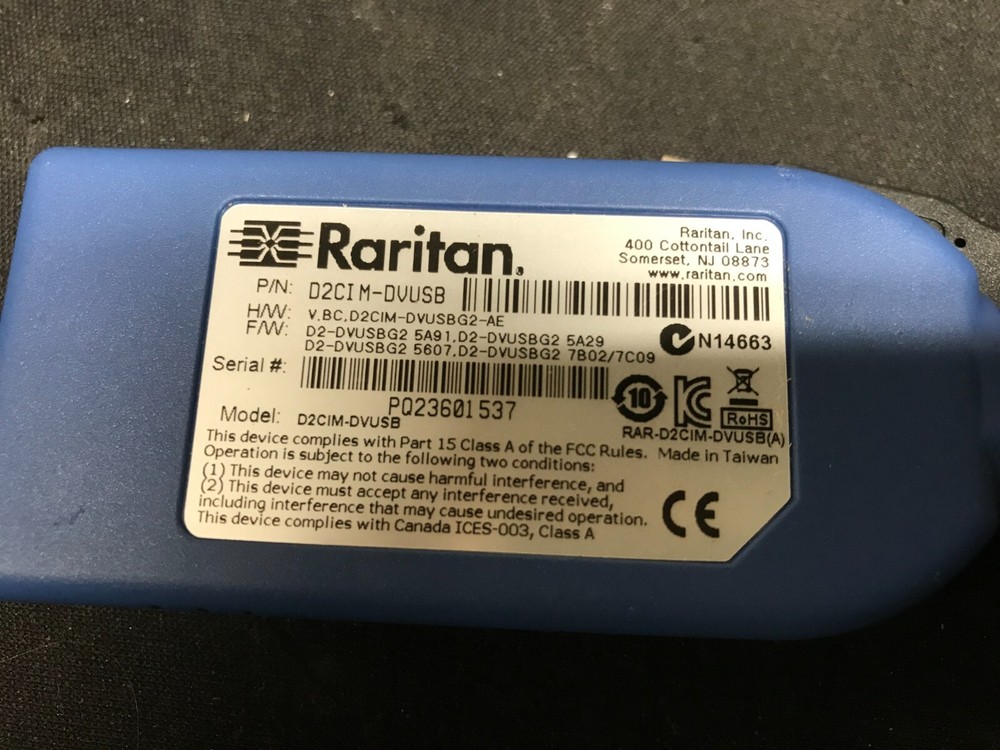 Raritan.
Raritan, Inc.
400 Cottontail Lane
Somerset, NJ 08873
www.raritan.com
P/N: D2CIM-DVUSB
H/W: V.BC,D2CIM-DVUSBG2-AE
F/W: D2-DVUSBG2 5A91,D2-DVUSBG2 5A29
D2-DVUSBG2 5607,D2-DVUSBG2 7B02/7C09
N14663
Serial #:
PQ23601537
10
RoHS
Model: D2CIM-DVUSB
RAR-D2CIM-DVUSB(A)
This device complies with Part 15 Class A of the FCC Rules. Made in Taiwan
Operation is subject to the following two conditions:
(1) This device may not cause harmful interference, and
(2) This device must accept any interference received,
including interference that may cause undesired operation.
This device complies with Canada ICES-003, Class A
CE